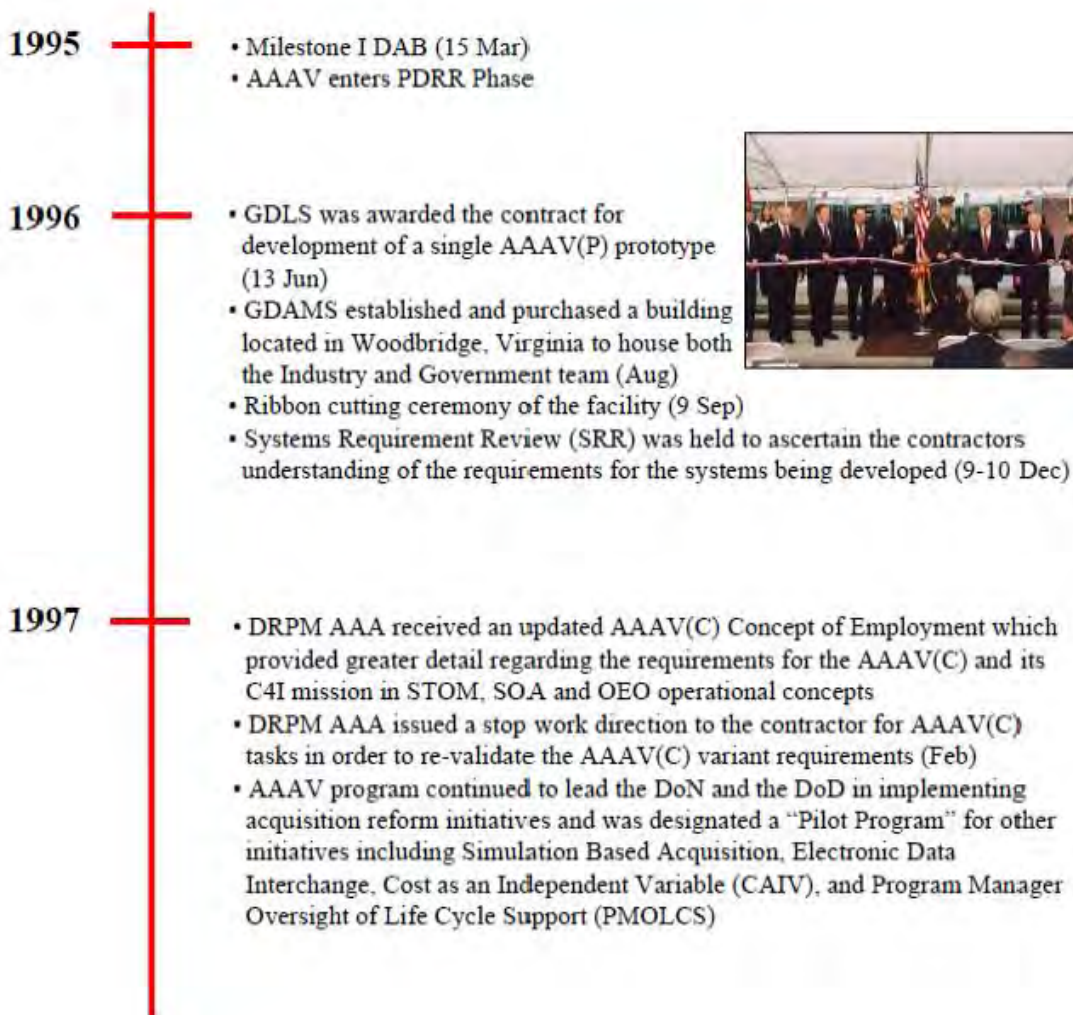 1995
• Milestone I DAB (15 Mar)
• AAAV enters PDRR Phase
1996
• GDLS was awarded the contract for
development of a single AAAV(P) prototype
(13 Jun)
• GDAMS established and purchased a building
located in Woodbridge, Virginia to house both
the Industry and Government team (Aug)
• Ribbon cutting ceremony of the facility (9 Sep)
• Systems Requirement Review (SRR) was held to ascertain the contractors
understanding of the requirements for the systems being developed (9-10 Dec)
1997
• DRPM AAA received an updated AAAV(C) Concept of Employment which
provided greater detail regarding the requirements for the AAAV(C) and its
C4I mission in STOM, SOA and OEO operational concepts
• DRPM AAA issued a stop work direction to the contractor for AAAV(C)
tasks in order to re-validate the AAAV(C) variant requirements (Feb)
• AAAV program continued to lead the DoN and the DoD in implementing
acquisition reform initiatives and was designated a “Pilot Program” for other
initiatives including Simulation Based Acquisition, Electronic Data
Interchange, Cost as an Independent Variable (CAIV), and Program Manager
Oversight of Life Cycle Support (PMOLCS)